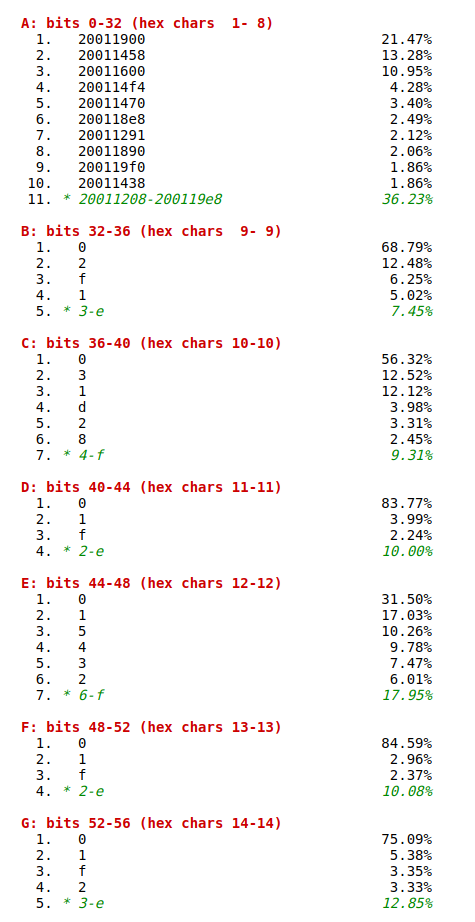 A: bits 0-32 (hex chars  1- 8)
1.   20011900   21.47%
2.   20011458   13.28%
3.   20011600   10.95%
4.   200114f4   4.28%
5.   20011470   3.40%
6.   200118e8   2.49%
7.   20011291   2.12%
8.   20011890   2.06%
9.   200119f0   1.86%
10.   20011438   1.86%
11. * 20011208-200119e8   36.23%
B: bits 32-36 (hex chars  9- 9)
1.   0   68.79%
2.   2   12.48%
3.   f   6.25%
4.   1   5.02%
5. * 3-e   7.45%
C: bits 36-40 (hex chars 10-10)
1.   0   56.32%
2.   3   12.52%
3.   1   12.12%
4.   d   3.98%
5.   2   3.31%
6.   8   2.45%
7. * 4-f   9.31%
D: bits 40-44 (hex chars 11-11)
1.   0   83.77%
2.   1   3.99%
3.   f   2.24%
4. * 2-e   10.00%
E: bits 44-48 (hex chars 12-12)
1.   0   31.50%
2.   1   17.03%
3.   5   10.26%
4.   4   9.78%
5.   3   7.47%
6.   2   6.01%
7. * 6-f   17.95%
F: bits 48-52 (hex chars 13-13)
1.   0   84.59%
2.   1   2.96%
3.   f   2.37%
4. * 2-e   10.08%
G: bits 52-56 (hex chars 14-14)
1.   0   75.09%
2.   1   5.38%
3.   f   3.35%
4.   2   3.33%
5. * 3-e   12.85%